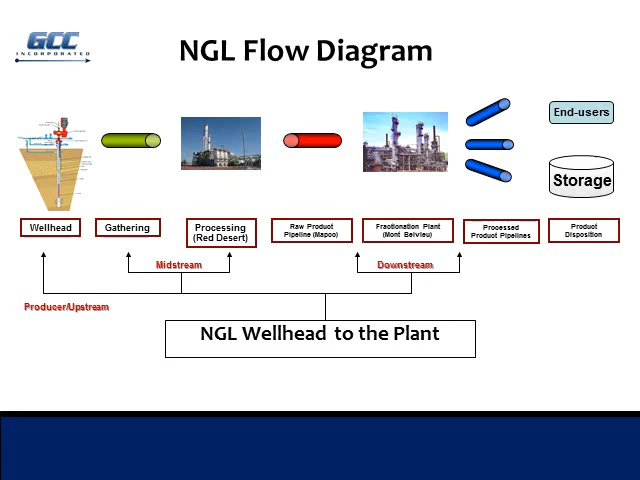 GCC
INCORPORATED
NGL Flow Diagram
End-users
Storage
Wellhead
Gathering
Processing
(Red Desert)
Raw Product
Pipeline (Mapco)
Fractionation Plant
(Mont Belvieu)
Processed
Product Pipelines
Product
Disposition
Midstream
Downstream
Producer/Upstream
NGL Wellhead to the Plant